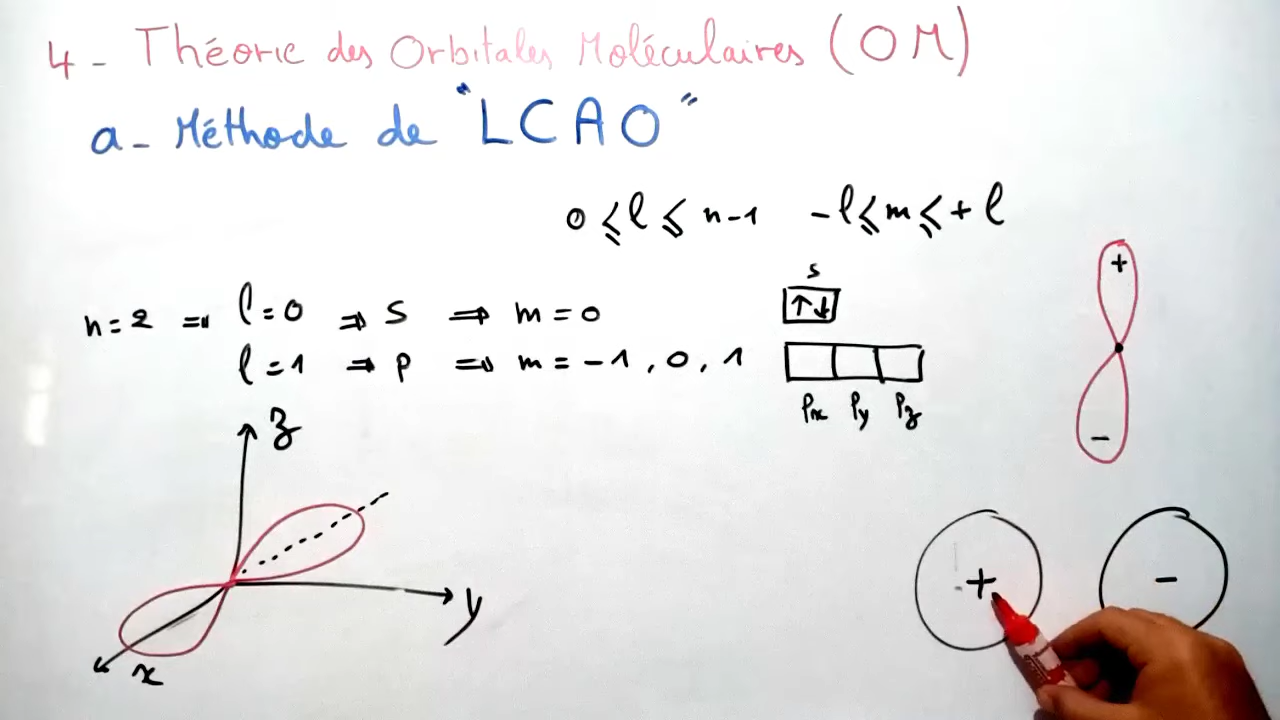 4 - Théorie des Orbitales Moléculaires (OM)
a - Méthode de "LCAO"
0 ⩽ l ⩽ n-1 -l ⩽ m ⩽ + l
n = 2 ⇒ l = 0 ⇒ s ⇒ m = 0
l = 1 ⇒ p ⇒ m = -1, 0, 1
s
↑↓
Px Py Pz
+
-
z
y
x
+ -